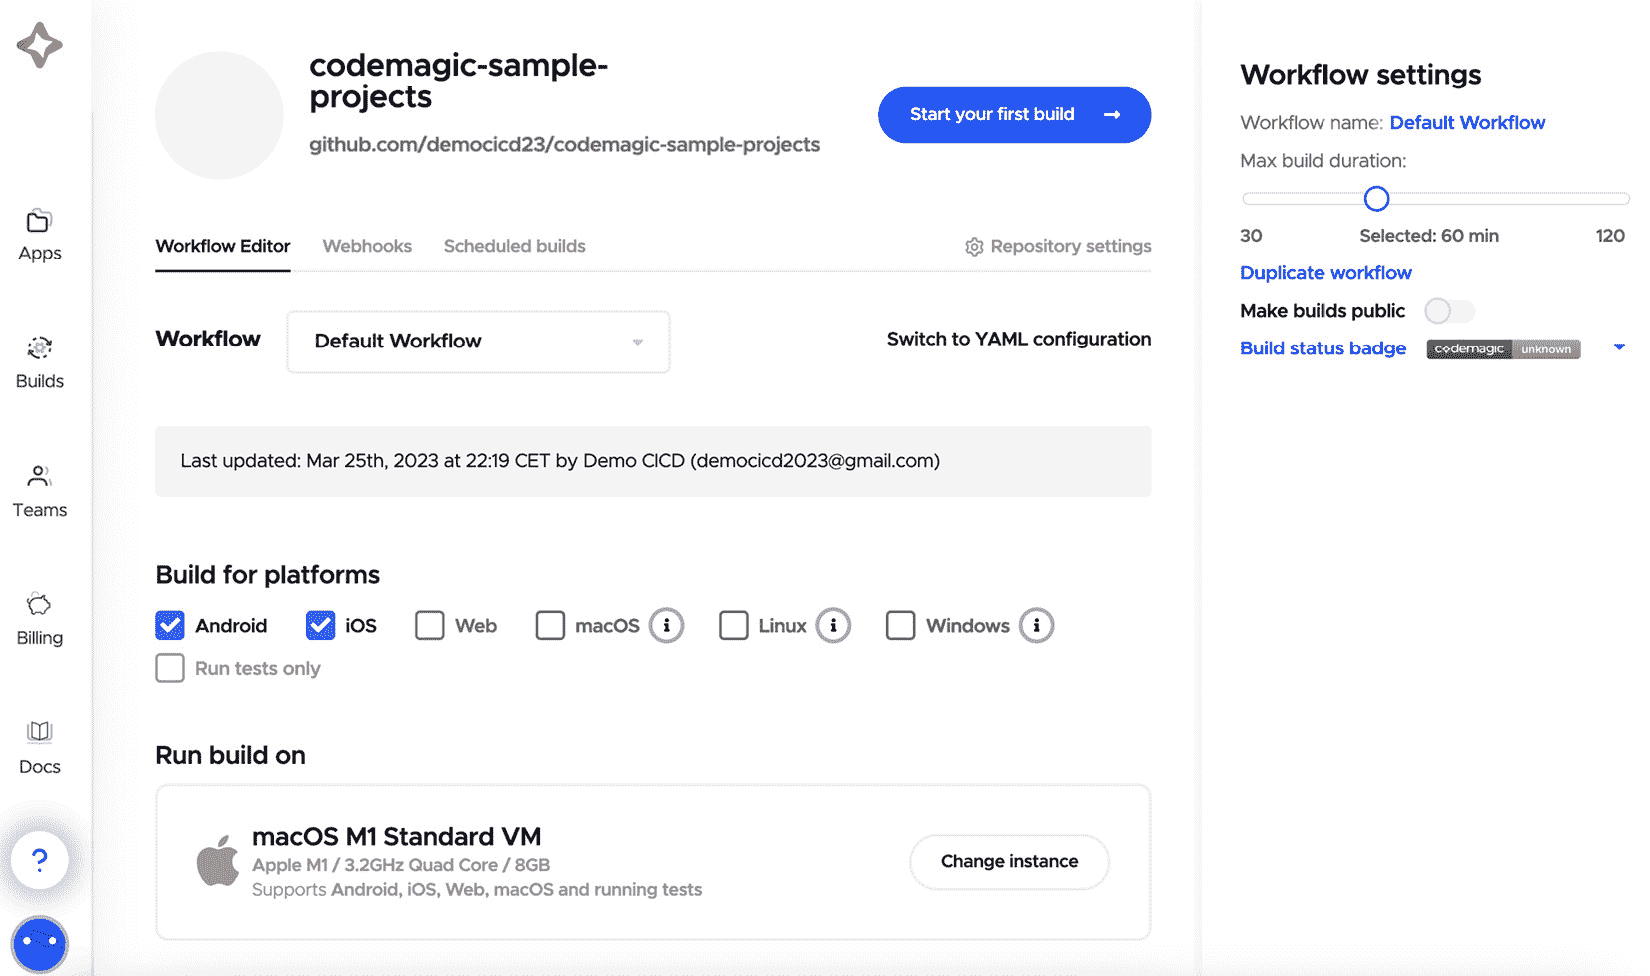 codemagic-sample-
projects
github.com/democicd23/codemagic-sample-projects
Start your first build →
Apps
Builds
Teams
Billing
Docs
?
Workflow Editor
Webhooks
Scheduled builds
Repository settings
Workflow
Default Workflow
Switch to YAML configuration
Last updated: Mar 25th, 2023 at 22:19 CET by Demo CICD (democicd2023@gmail.com)
Build for platforms
Android
iOS
Web
macOS i
Linux i
Windows i
Run tests only
Run build on
macOS M1 Standard VM
Apple M1 / 3.2GHz Quad Core / 8GB
Supports Android, iOS, Web, macOS and running tests
Change instance
Workflow settings
Workflow name: Default Workflow
Max build duration:
30 Selected: 60 min 120
Duplicate workflow
Make builds public
Build status badge codemagic unknown